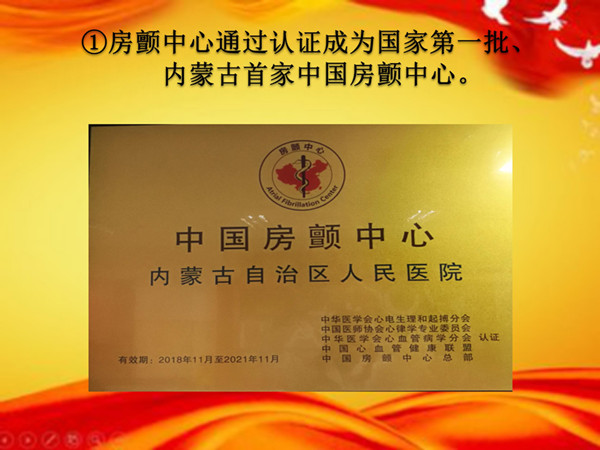 ①房颤中心通过认证成为国家第一批、
内蒙古首家中国房颤中心。
房颤中心
Atrial Fibrillation Center
中国房颤中心
内蒙古自治区人民医院
中华医学会心电生理和起搏分会
中国医师协会心律学专业委员会
中华医学会心血管病学分会 认证
中国心血管健康联盟
中国房颤中心总部
有效期：2018年11月至2021年11月